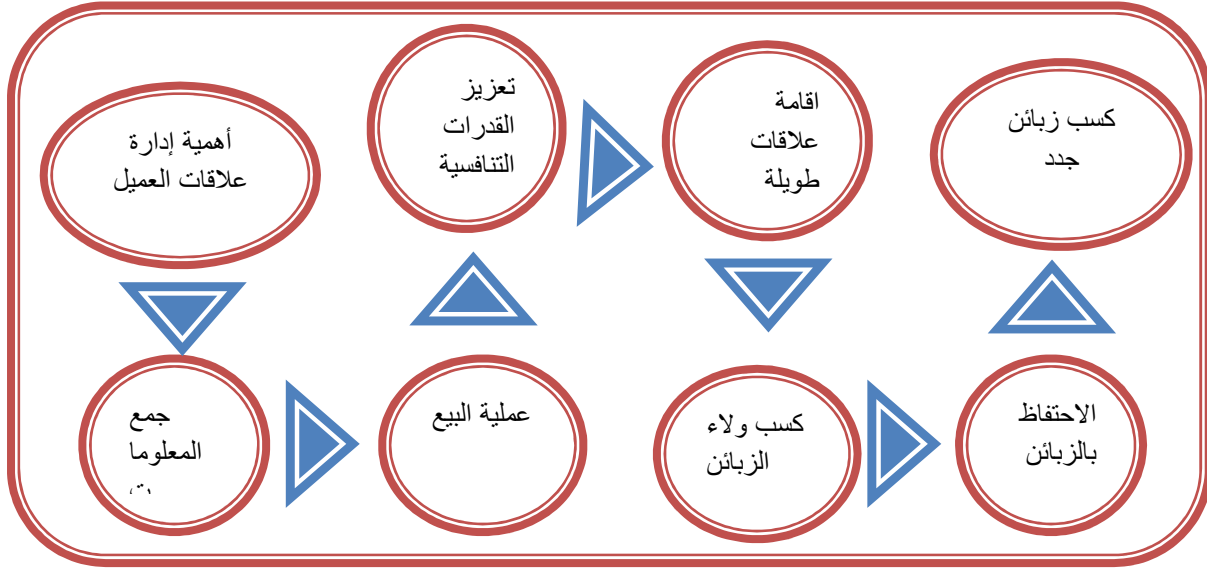 أهمية إدارة
علاقات العميل
جمع
المعلوما
ت
عملية البيع
تعزيز
القدرات
التنافسية
اقامة
علاقات
طويلة
كسب ولاء
الزبائن
الاحتفاظ
بالزبائن
كسب زبائن
جدد